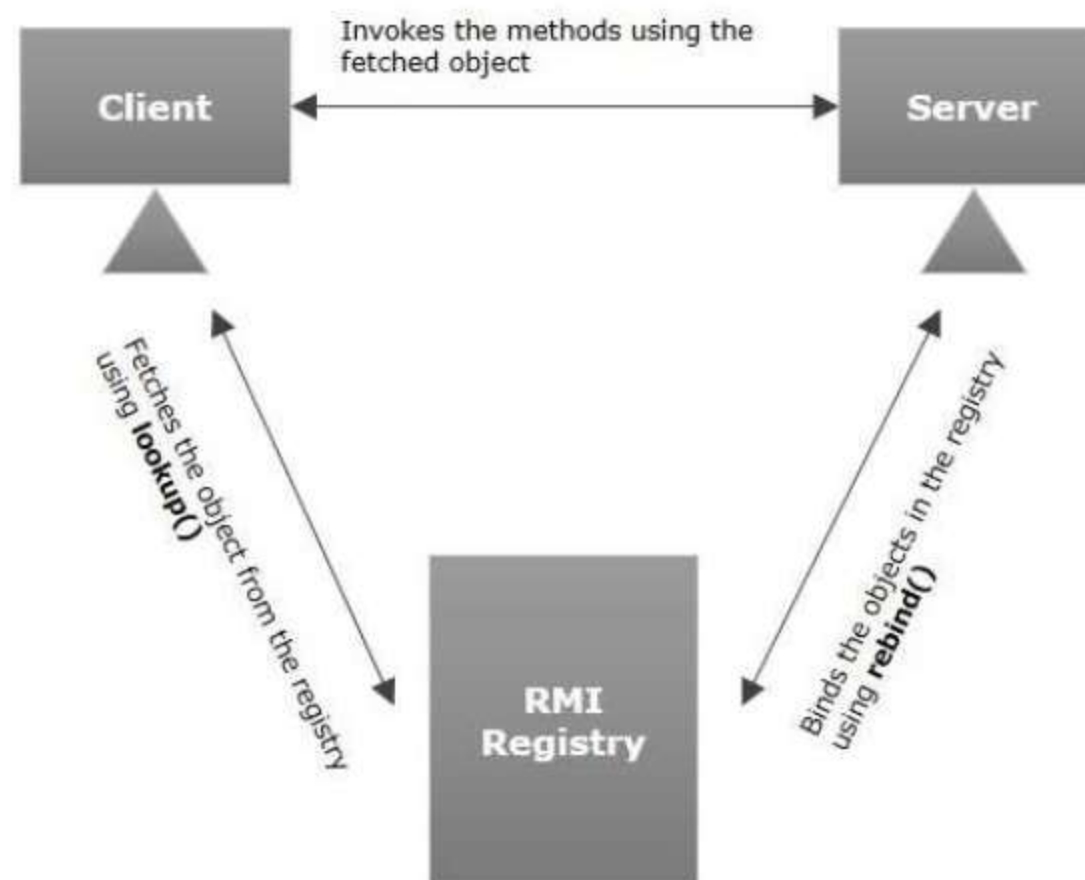 Invokes the methods using the
fetched object
Client
Server
Fetches the object from the registry
using lookup()
Binds the objects in the registry
using rebind()
RMI
Registry